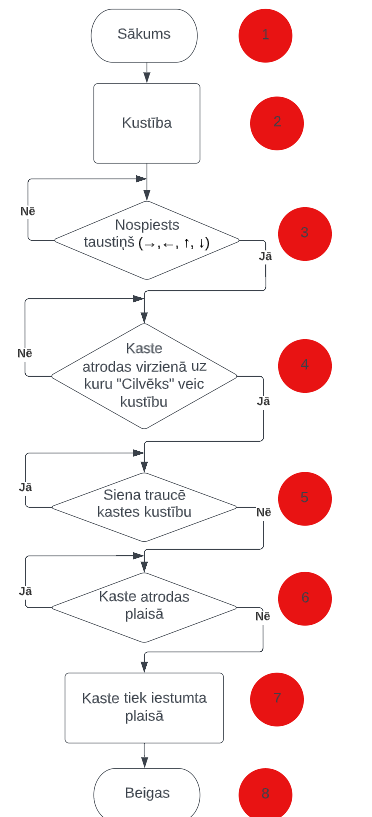 Sākums
1
Kustība
2
Nē
Nospiests
taustiņš (→,←, ↑, ↓)
3
Jā
Nē
Kaste
atrodas virzienā uz
kuru "Cilvēks" veic
kustību
4
Jā
Jā
Siena traucē
kastes kustību
5
Nē
Jā
Kaste atrodas
plaisā
6
Nē
Kaste tiek iestumta
plaisā
7
Beigas
8